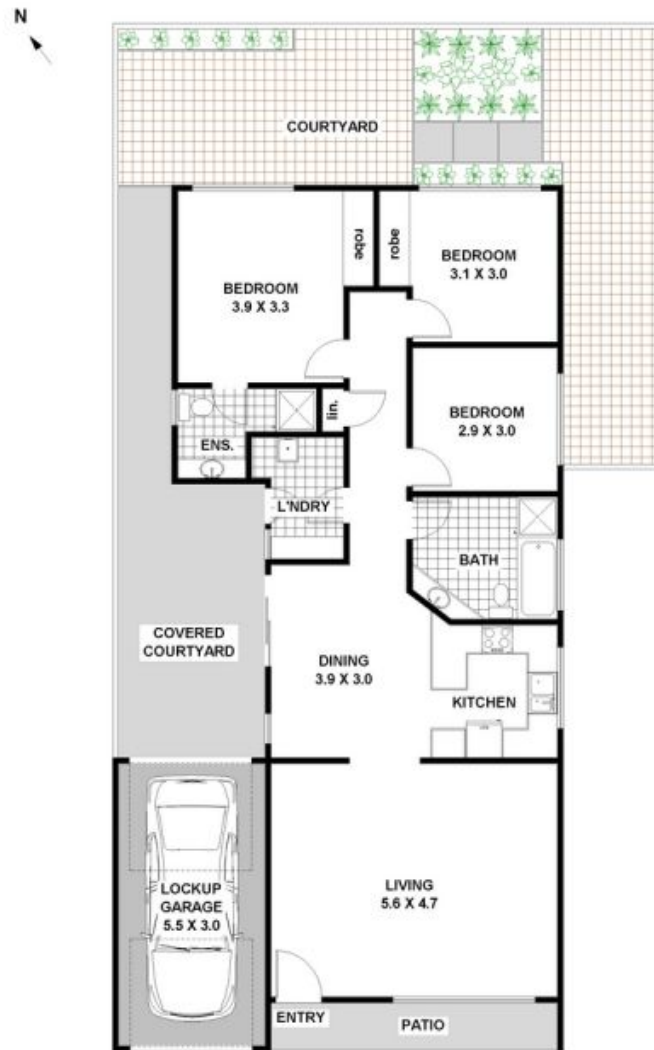 N
COURTYARD
robe
robe
BEDROOM
3.9 X 3.3
BEDROOM
3.1 X 3.0
lin.
BEDROOM
2.9 X 3.0
ENS.
L'NDRY
BATH
COVERED
COURTYARD
DINING
3.9 X 3.0
KITCHEN
LOCKUP
GARAGE
5.5 X 3.0
LIVING
5.6 X 4.7
ENTRY
PATIO